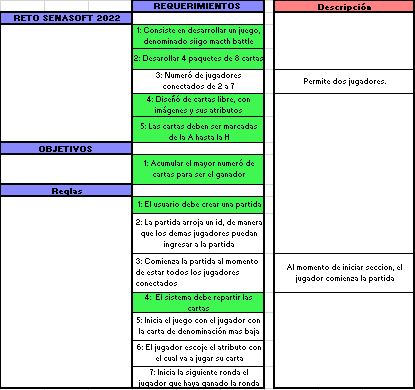 REQUERIMIENTOS
Descripción
RETO SENASOFT 2022
1: Consiste en desarrollar un juego,
denominado siigo macth battle
2: Desarollar 4 paquetes de 8 cartas
3: Numeró de jugadores
conectados de 2 a 7
Permite dos jugadores.
4: Diseñó de cartas libre, con
imágenes y sus atributos
5: Las cartas deben ser marcadas
de la A hasta la H
OBJETIVOS
1: Acumular el mayor numeró de
cartas para ser el ganador
Reglas
1: El usuario debe crear una partida
2: La partida arroja un id, de manera
que los demas jugadores puedan
ingresar a la partida
3: Comienza la partida al momento
de estar todos los jugadores
conectados
Al momento de iniciar seccion, el
jugador comienza la partida
4: El sistema debe repartir las
cartas
5: Inicia el juego con el jugador con
la carta de denominación mas baja
6: El jugador escoje el atributo con
el cual va a jugar su carta
7: Inicia la siguiente ronda el
jugador que haya ganado la ronda